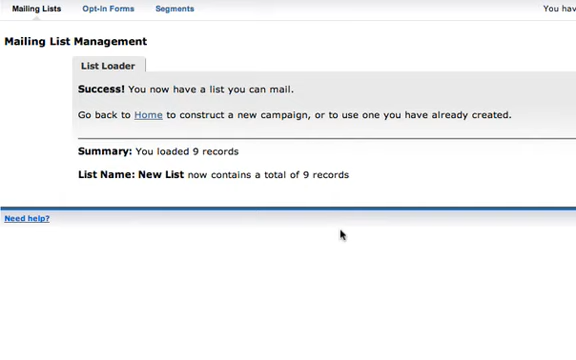 Mailing Lists Opt-in Forms Segments You hav
Mailing List Management
List Loader
Success! You now have a list you can mail.
Go back to Home to construct a new campaign, or to use one you have already created.
Summary: You loaded 9 records
List Name: New List now contains a total of 9 records
Need help?